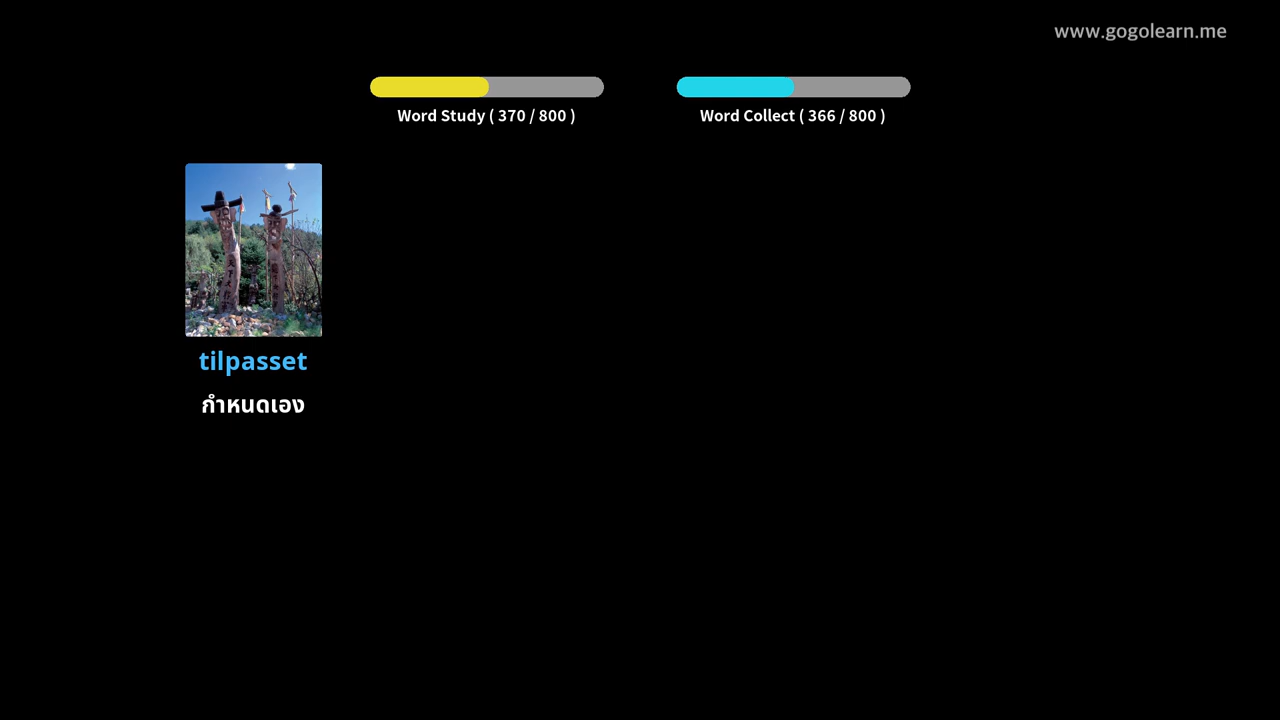 www.gogolearn.me
Word Study ( 370 / 800 )
Word Collect ( 366 / 800 )
tilpasset
กำหนดเอง